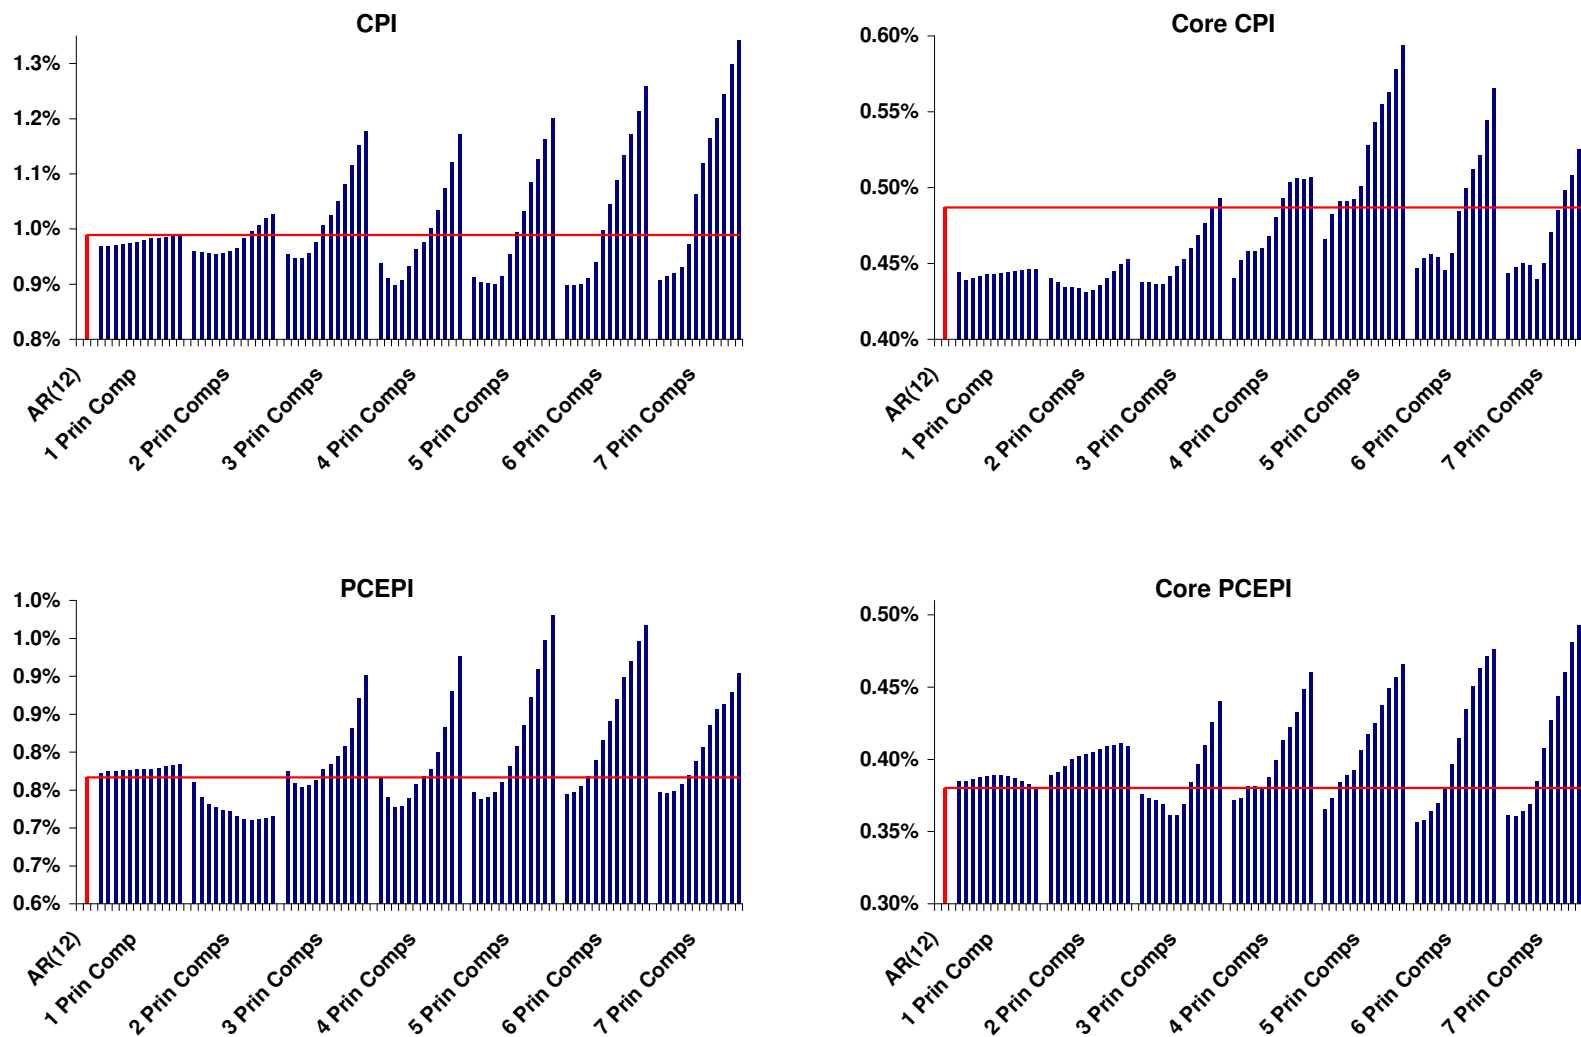 CPI
1.3%
1.2%
1.1%
1.0%
0.9%
0.8%
AR(12)
1 Prin Comp
2 Prin Comps
3 Prin Comps
4 Prin Comps
5 Prin Comps
6 Prin Comps
7 Prin Comps
Core CPI
0.60%
0.55%
0.50%
0.45%
0.40%
AR(12)
1 Prin Comp
2 Prin Comps
3 Prin Comps
4 Prin Comps
5 Prin Comps
6 Prin Comps
7 Prin Comps
PCEPI
1.0%
1.0%
0.9%
0.9%
0.8%
0.8%
0.7%
0.7%
0.6%
AR(12)
1 Prin Comp
2 Prin Comps
3 Prin Comps
4 Prin Comps
5 Prin Comps
6 Prin Comps
7 Prin Comps
Core PCEPI
0.50%
0.45%
0.40%
0.35%
0.30%
AR(12)
1 Prin Comp
2 Prin Comps
3 Prin Comps
4 Prin Comps
5 Prin Comps
6 Prin Comps
7 Prin Comps